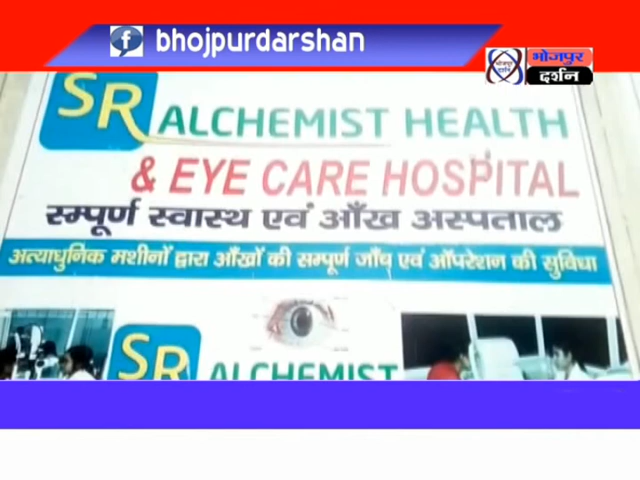 bhojpurdarshan
भोजपुर
दर्शन
SR ALCHEMIST HEALTH
& EYE CARE HOSPITAL
सम्पूर्ण स्वास्थ एवं आँख अस्पताल
अत्याधुनिक मशीनों द्वारा आँखों की सम्पूर्ण जाँच एवं ऑपरेशन की सुविधा
SR ALCHEMIST